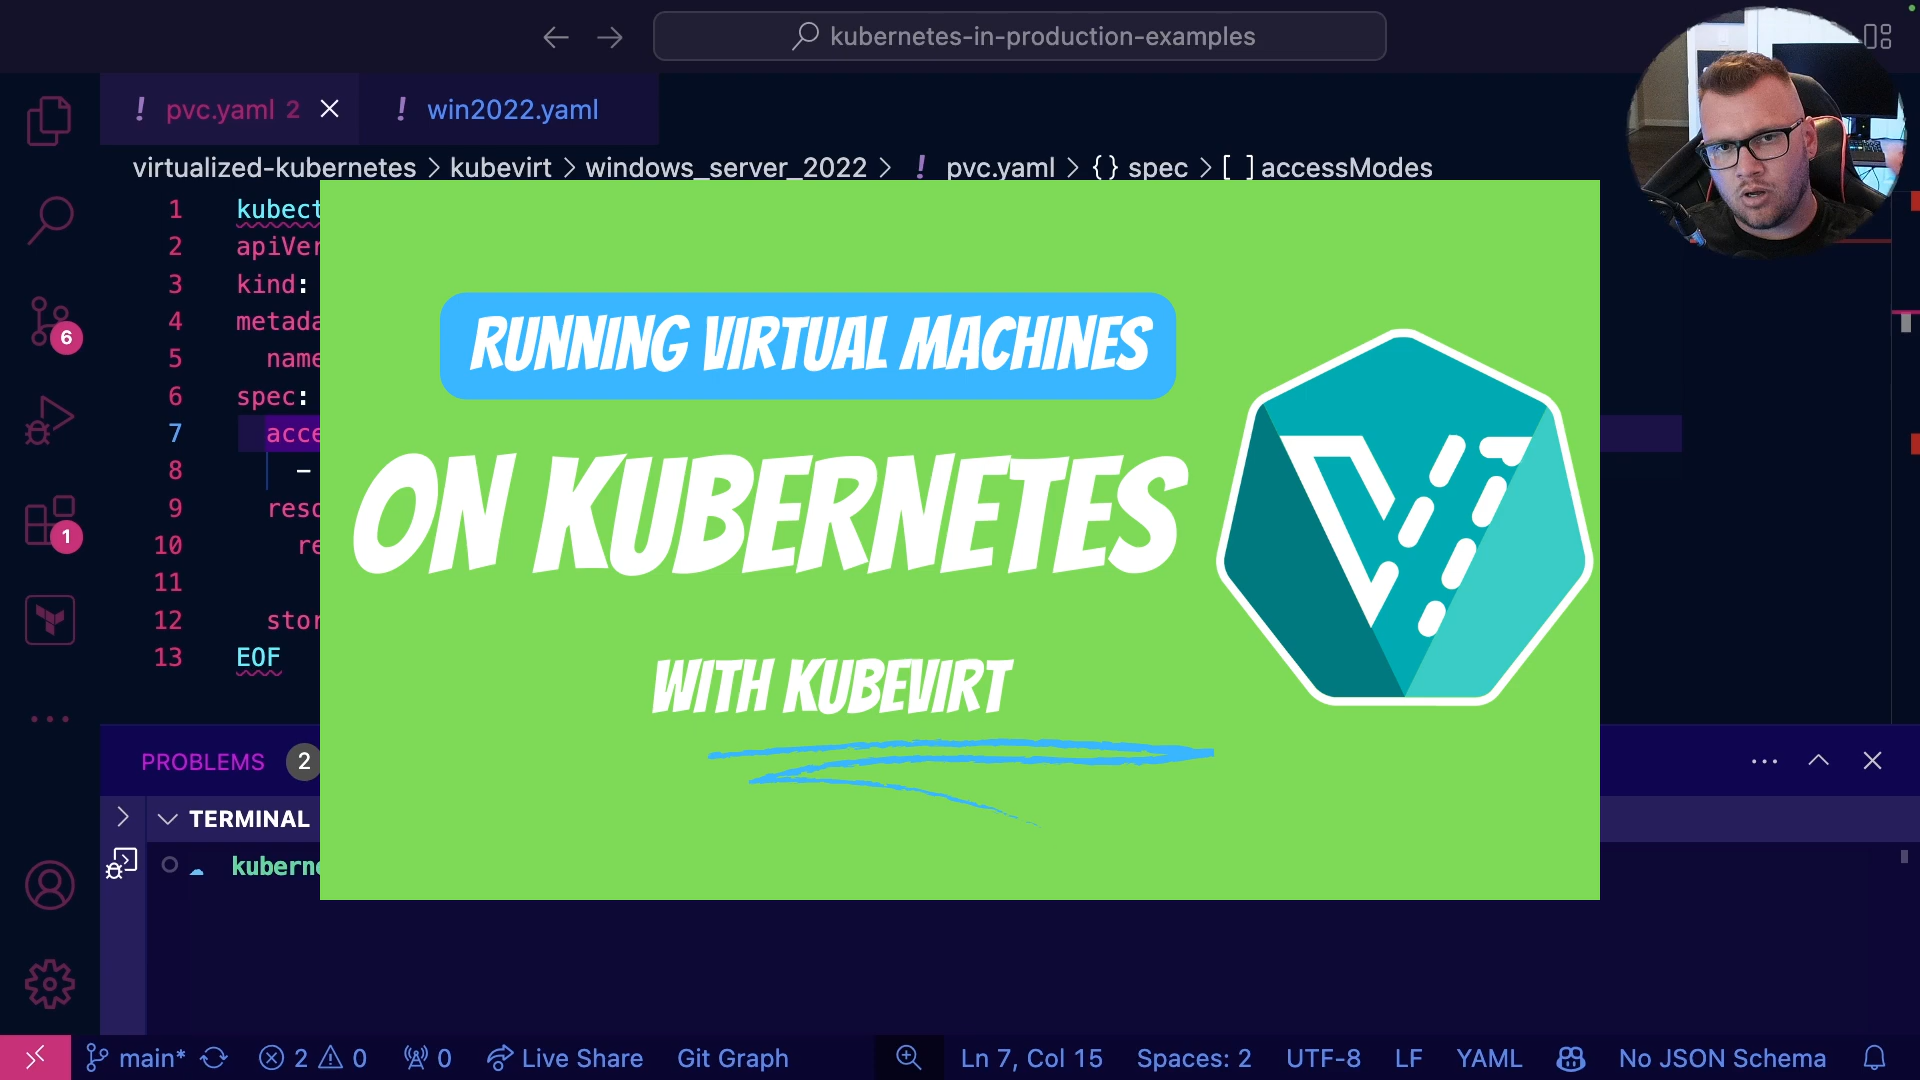 kubernetes-in-production-examples
! pvc.yaml 2
! win2022.yaml
virtualized-kubernetes > kubevirt > windows_server_2022 > ! pvc.yaml > {} spec > [ ] accessModes
1 kubect
2 apiVer
3 kind:
4 metada
5 name
6 spec:
7 acce
8 -
9 reso
10 re
11
12 stor
13 EOF
RUNNING VIRTUAL MACHINES
ON KUBERNETES
WITH KUBEVIRT
6
1
PROBLEMS 2
TERMINAL
kuberne
main* 2 0 0 Live Share Git Graph Ln 7, Col 15 Spaces: 2 UTF-8 LF YAML No JSON Schema